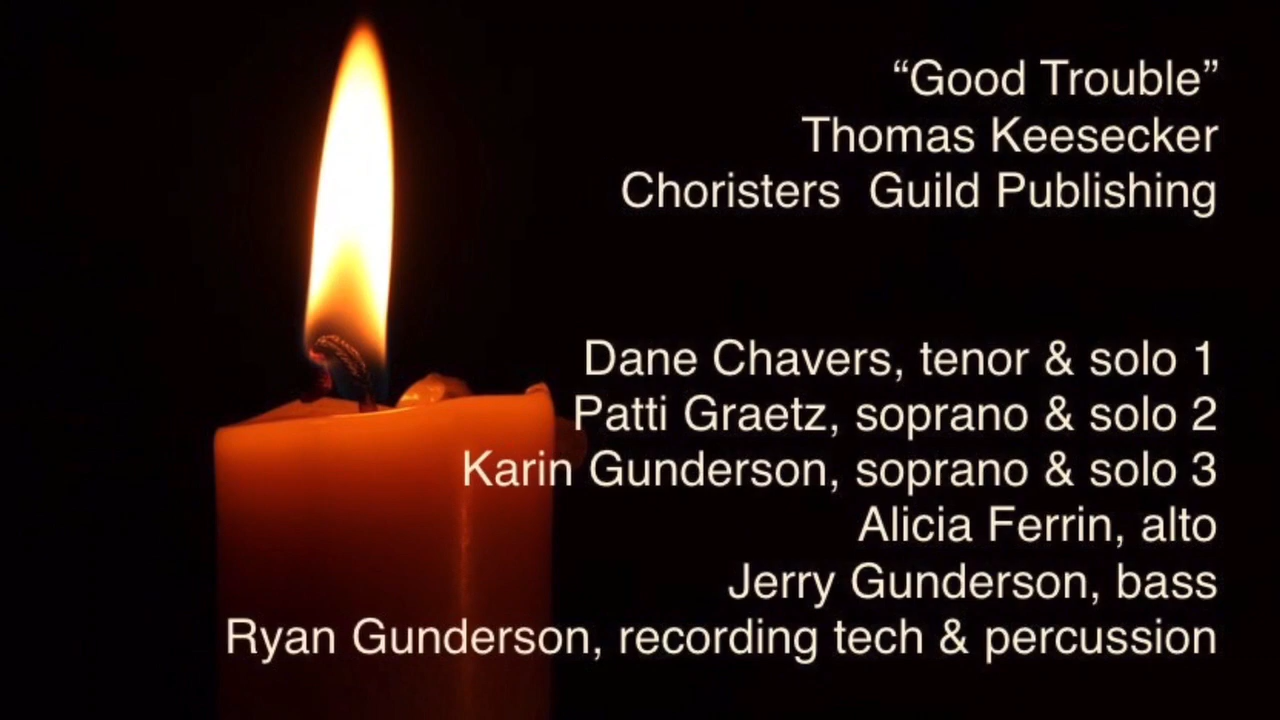 “Good Trouble”
Thomas Keesecker
Choristers  Guild Publishing
Dane Chavers, tenor & solo 1
Patti Graetz, soprano & solo 2
Karin Gunderson, soprano & solo 3
Alicia Ferrin, alto
Jerry Gunderson, bass
Ryan Gunderson, recording tech & percussion